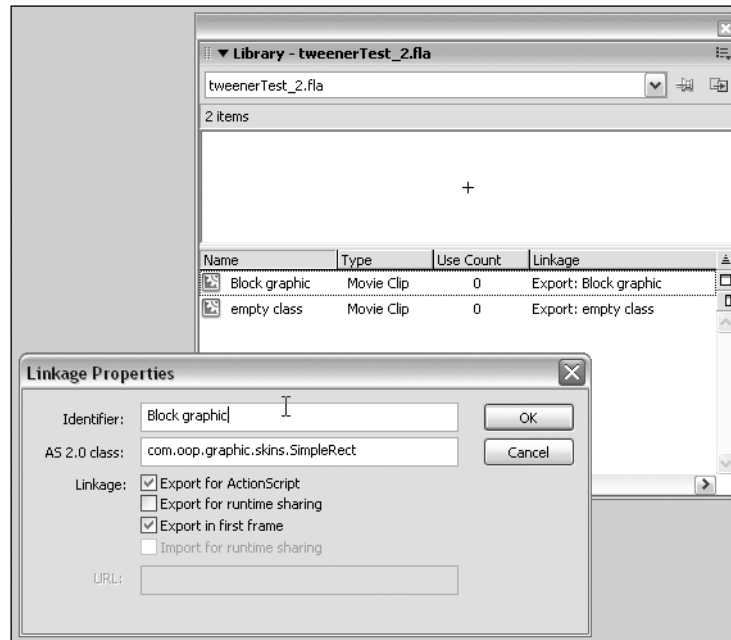 Library - tweenerTest_2.fla
tweenerTest_2.fla
2 items
Name Type Use Count Linkage
Block graphic Movie Clip 0 Export: Block graphic
empty class Movie Clip 0 Export: empty class
Linkage Properties
Identifier: Block graphic OK
AS 2.0 class: com.oop.graphic.skins.SimpleRect Cancel
Linkage: Export for ActionScript
Export for runtime sharing
Export in first frame
Import for runtime sharing
URL: